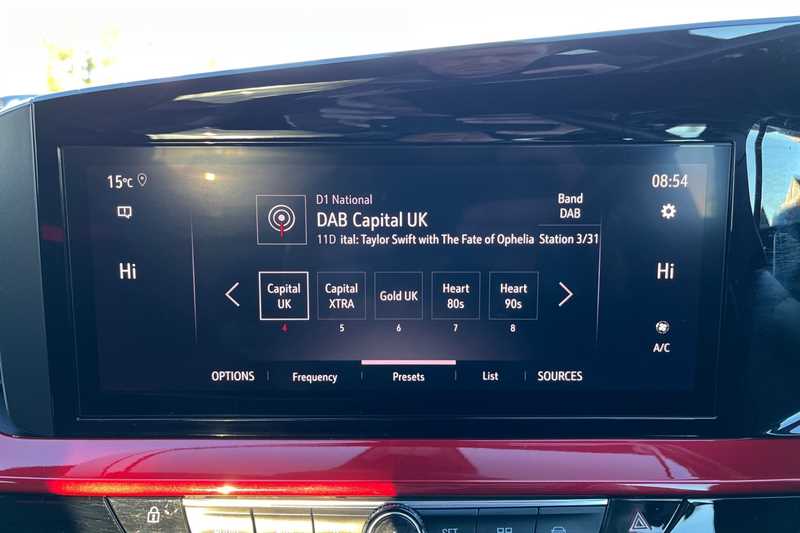 15°C
08:54
D1 National
DAB Capital UK
11D ital: Taylor Swift with The Fate of Ophelia
Band
DAB
Station 3/31
Hi
Hi
Capital
UK
4
Capital
XTRA
5
Gold UK
6
Heart
80s
7
Heart
90s
8
A/C
OPTIONS
Frequency
Presets
List
SOURCES
SET